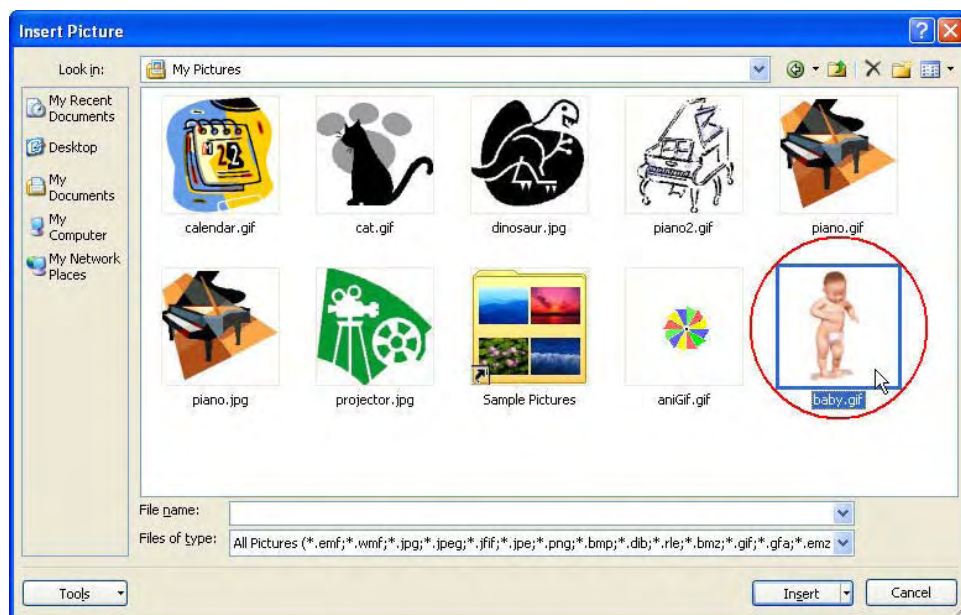 Insert Picture
Look in:
My Pictures
My Recent
Documents
Desktop
My
Documents
My
Computer
My Network
Places
22
calendar.gif
cat.gif
dinosaur.jpg
piano2.gif
piano.gif
piano.jpg
projector.jpg
Sample Pictures
aniGif.gif
baby.gif
File name:
Files of type:
All Pictures (*.emf;*.wmf;*.jpg;*.jpeg;*.jfif;*.jpe;*.png;*.bmp;*.dib;*.rle;*.bmz;*.gif;*.gfa;*.emz
Tools
Insert
Cancel